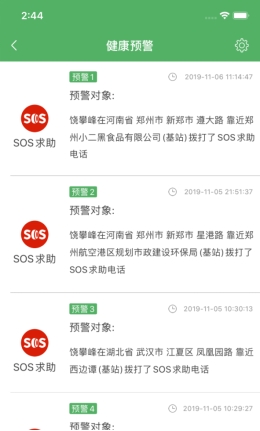 2:44
健康预警
预警1
2019-11-06 11:14:47
预警对象:
SOS
SOS求助
饶攀峰在河南省 郑州市 新郑市 遵大路 靠近郑
州小二黑食品有限公司(基站)拨打了SOS求助
电话
预警2
2019-11-05 21:51:37
预警对象:
SOS
SOS求助
饶攀峰在河南省 郑州市 新郑市 星港路 靠近郑
州航空港区规划市政建设环保局(基站)拨打了
SOS求助电话
预警3
2019-11-05 10:30:13
预警对象:
SOS
SOS求助
饶攀峰在湖北省 武汉市 江夏区 凤凰园路 靠近
西边谭(基站)拨打了SOS求助电话
预警4
2019-11-05 10:29:27
预警对象: